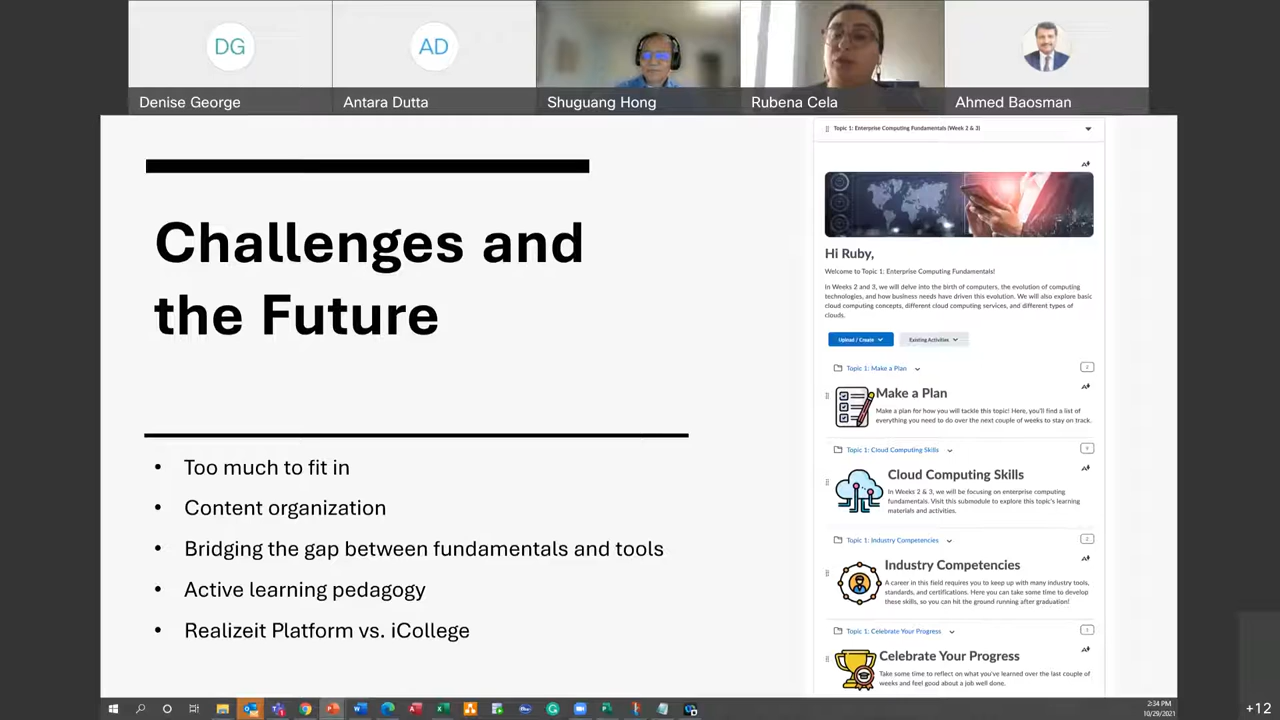 DG
AD
Denise George
Antara Dutta
Shuguang Hong
Rubena Cela
Ahmed Baosman
Challenges and
the Future
• Too much to fit in
• Content organization
• Bridging the gap between fundamentals and tools
• Active learning pedagogy
• Realizeit Platform vs. iCollege
Topic 1: Enterprise Computing Fundamentals (Week 2 & 3)
Hi Ruby,
Welcome to Topic 1: Enterprise Computing Fundamentals!
In Weeks 2 and 3, we will delve into the birth of computers, the evolution of computing
technologies, and how business needs have driven this evolution. We will also explore basic
cloud computing concepts, different cloud computing services, and different types of
clouds.
Upload / Create
Existing Activities
Topic 1: Make a Plan
2
Make a Plan
Make a plan for how you will tackle this topic! Here, you'll find a list of
everything you need to do over the next couple of weeks to stay on track.
Topic 1: Cloud Computing Skills
Cloud Computing Skills
In Weeks 2 & 3, we will be focusing on enterprise computing
fundamentals. Visit this submodule to explore this topic's learning
materials and activities.
Topic 1: Industry Competencies
2
Industry Competencies
A career in this field requires you to keep up with many industry tools,
standards, and certifications. Here you can take some time to develop
these skills, so you can hit the ground running after graduation!
Topic 1: Celebrate Your Progress
Celebrate Your Progress
Take some time to reflect on what you've learned over the last couple of
weeks and feel good about a job well done.
2:34 PM
10/29/2021
+12